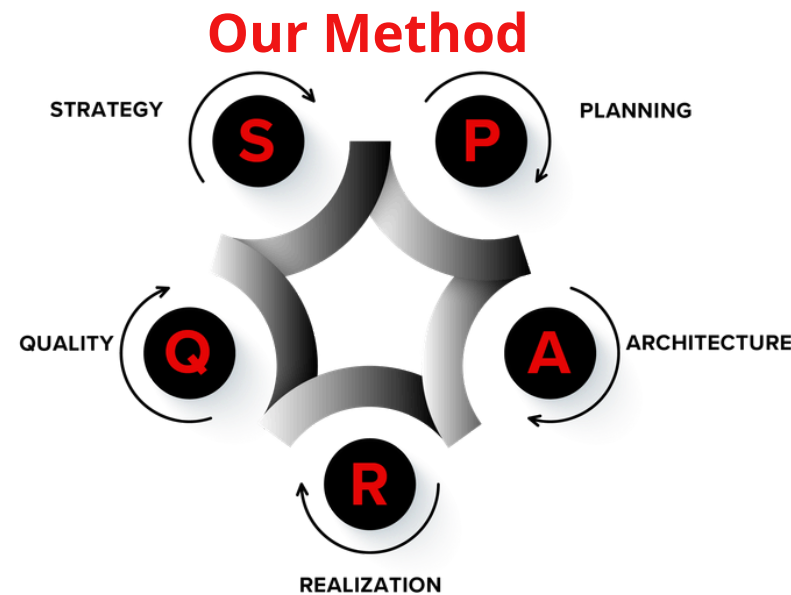 Our Method
STRATEGY
S
P
PLANNING
QUALITY
Q
A
ARCHITECTURE
R
REALIZATION